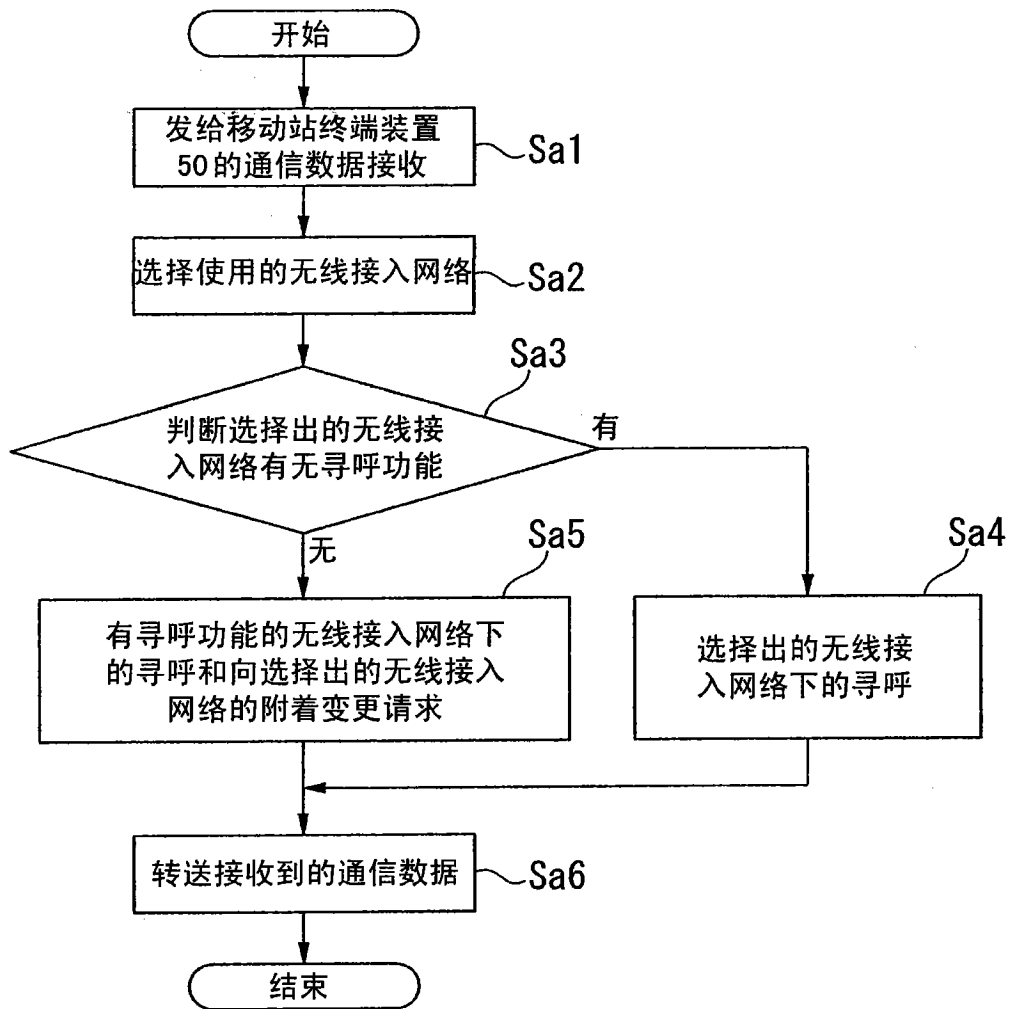 开始
发给移动站终端装置
50的通信数据接收
Sa1
选择使用的无线接入网络
Sa2
Sa3
判断选择出的无线接
入网络有无寻呼功能
有
无
Sa5
Sa4
有寻呼功能的无线接入网络下
的寻呼和向选择出的无线接入
网络的附着变更请求
选择出的无线接
入网络下的寻呼
转送接收到的通信数据
Sa6
结束